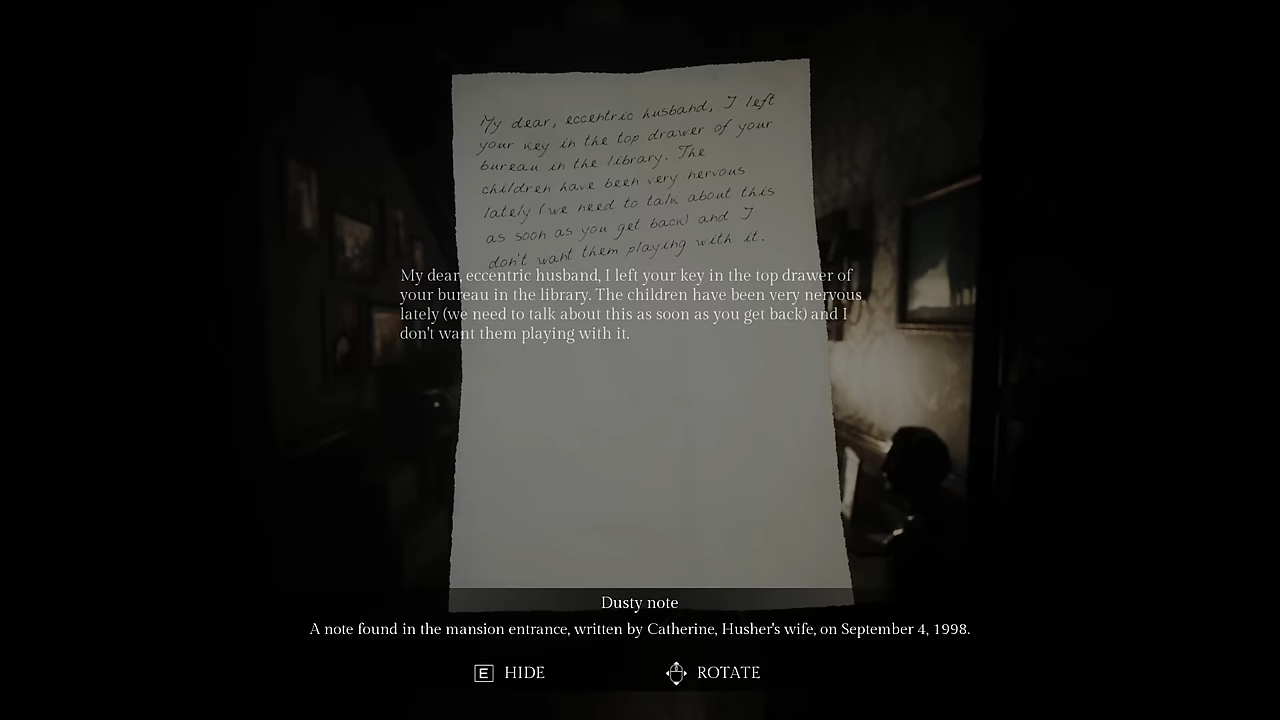 My dear, eccentric husband, I left
your key in the top drawer of your
bureau in the library. The
children have been very nervous
lately (we need to talk about this
as soon as you get back) and I
don't want them playing with it.
My dear, eccentric husband, I left your key in the top drawer of
your bureau in the library. The children have been very nervous
lately (we need to talk about this as soon as you get back) and I
don't want them playing with it.
Dusty note
A note found in the mansion entrance, written by Catherine, Husher's wife, on September 4, 1998.
E HIDE ROTATE